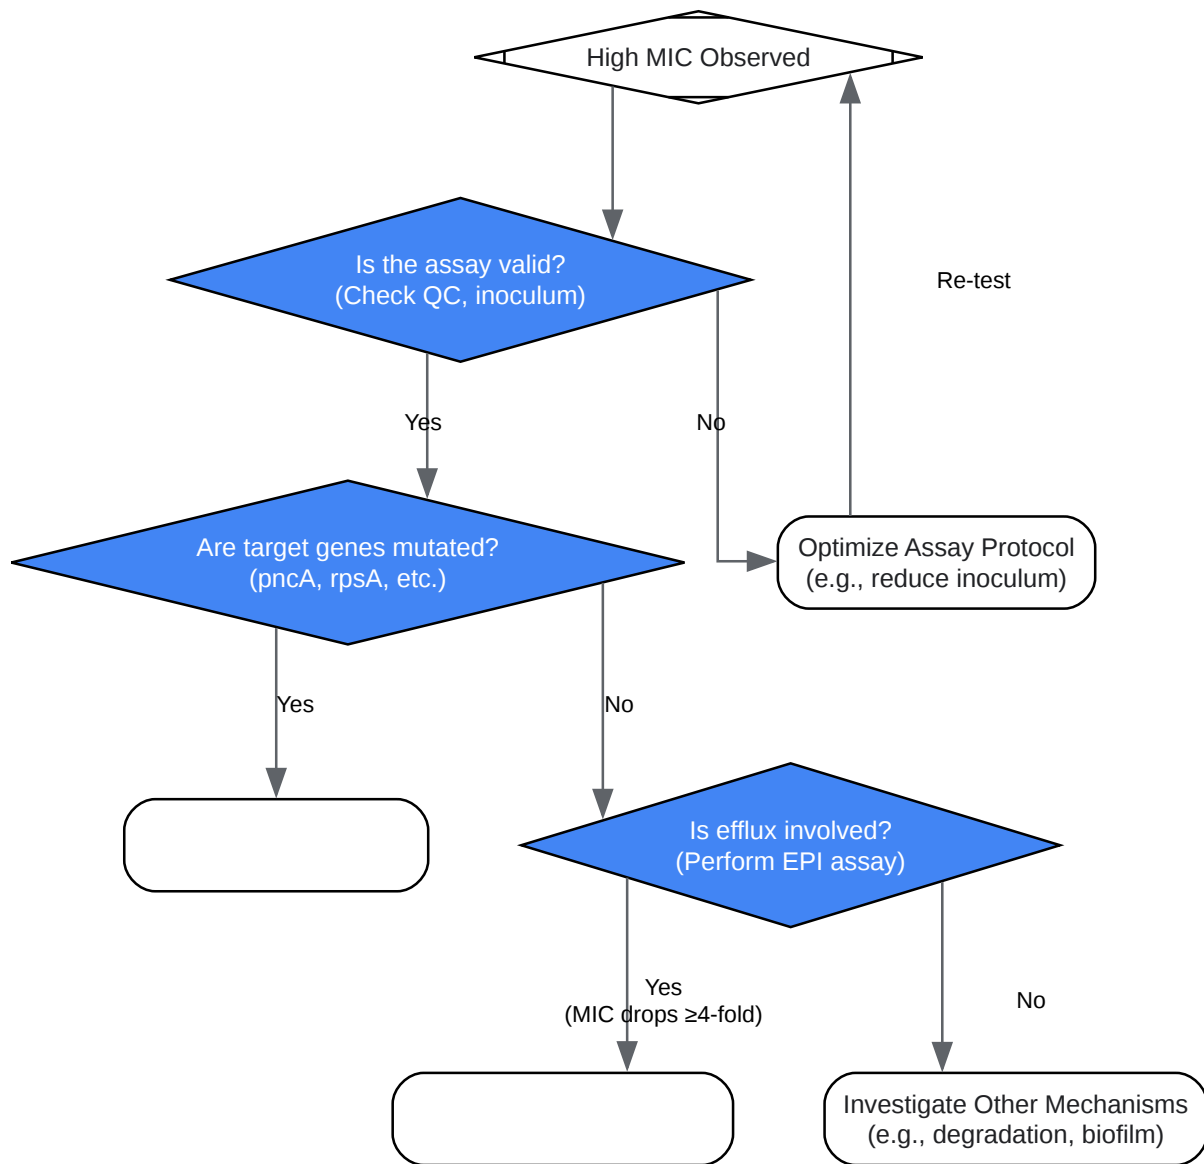 High MIC Observed
Is the assay valid?
(Check QC, inoculum)
Re-test
Yes
No
Are target genes mutated?
(pncA, rpsA, etc.)
Optimize Assay Protocol
(e.g., reduce inoculum)
Yes
No
Is efflux involved?
(Perform EPI assay)
Yes
(MIC drops ≥4-fold)
No
Investigate Other Mechanisms
(e.g., degradation, biofilm)